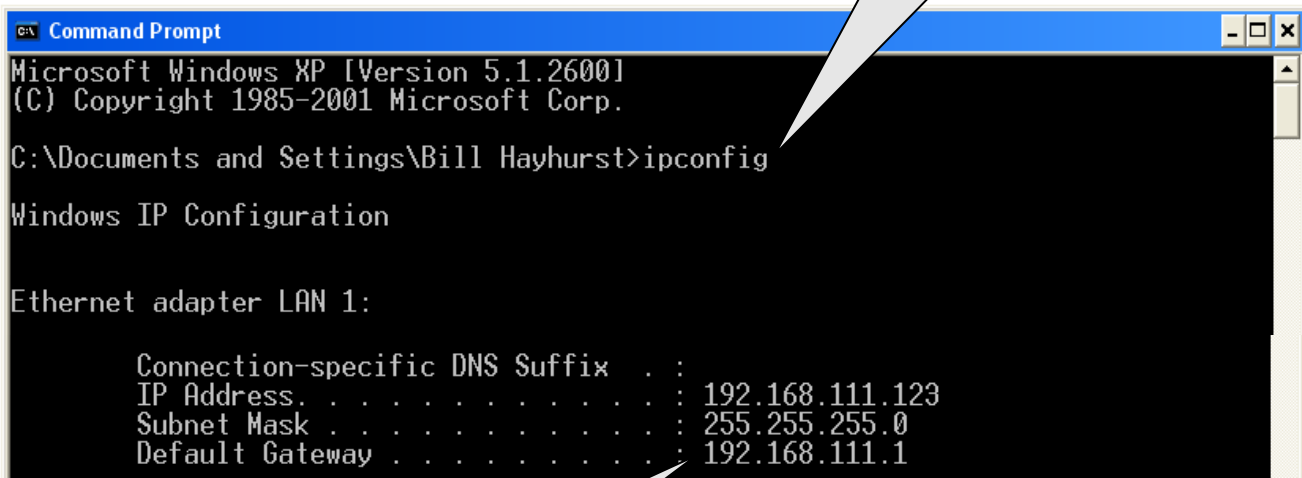 Command Prompt
Microsoft Windows XP [Version 5.1.2600]
(C) Copyright 1985-2001 Microsoft Corp.
C:\Documents and Settings\Bill Hayhurst>ipconfig
Windows IP Configuration
Ethernet adapter LAN 1:
Connection-specific DNS Suffix . :
IP Address. . . . . . . . . . . . : 192.168.111.123
Subnet Mask . . . . . . . . . . . : 255.255.255.0
Default Gateway . . . . . . . . . : 192.168.111.1